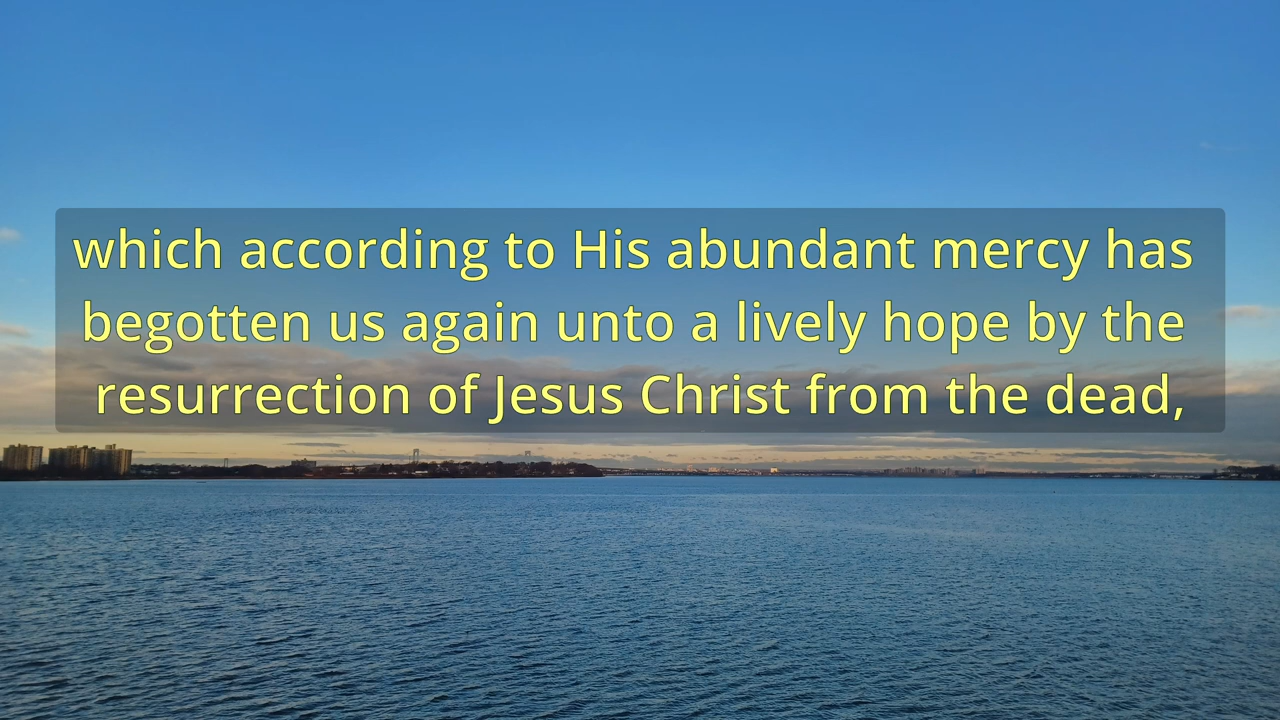 which according to His abundant mercy has
begotten us again unto a lively hope by the
resurrection of Jesus Christ from the dead,